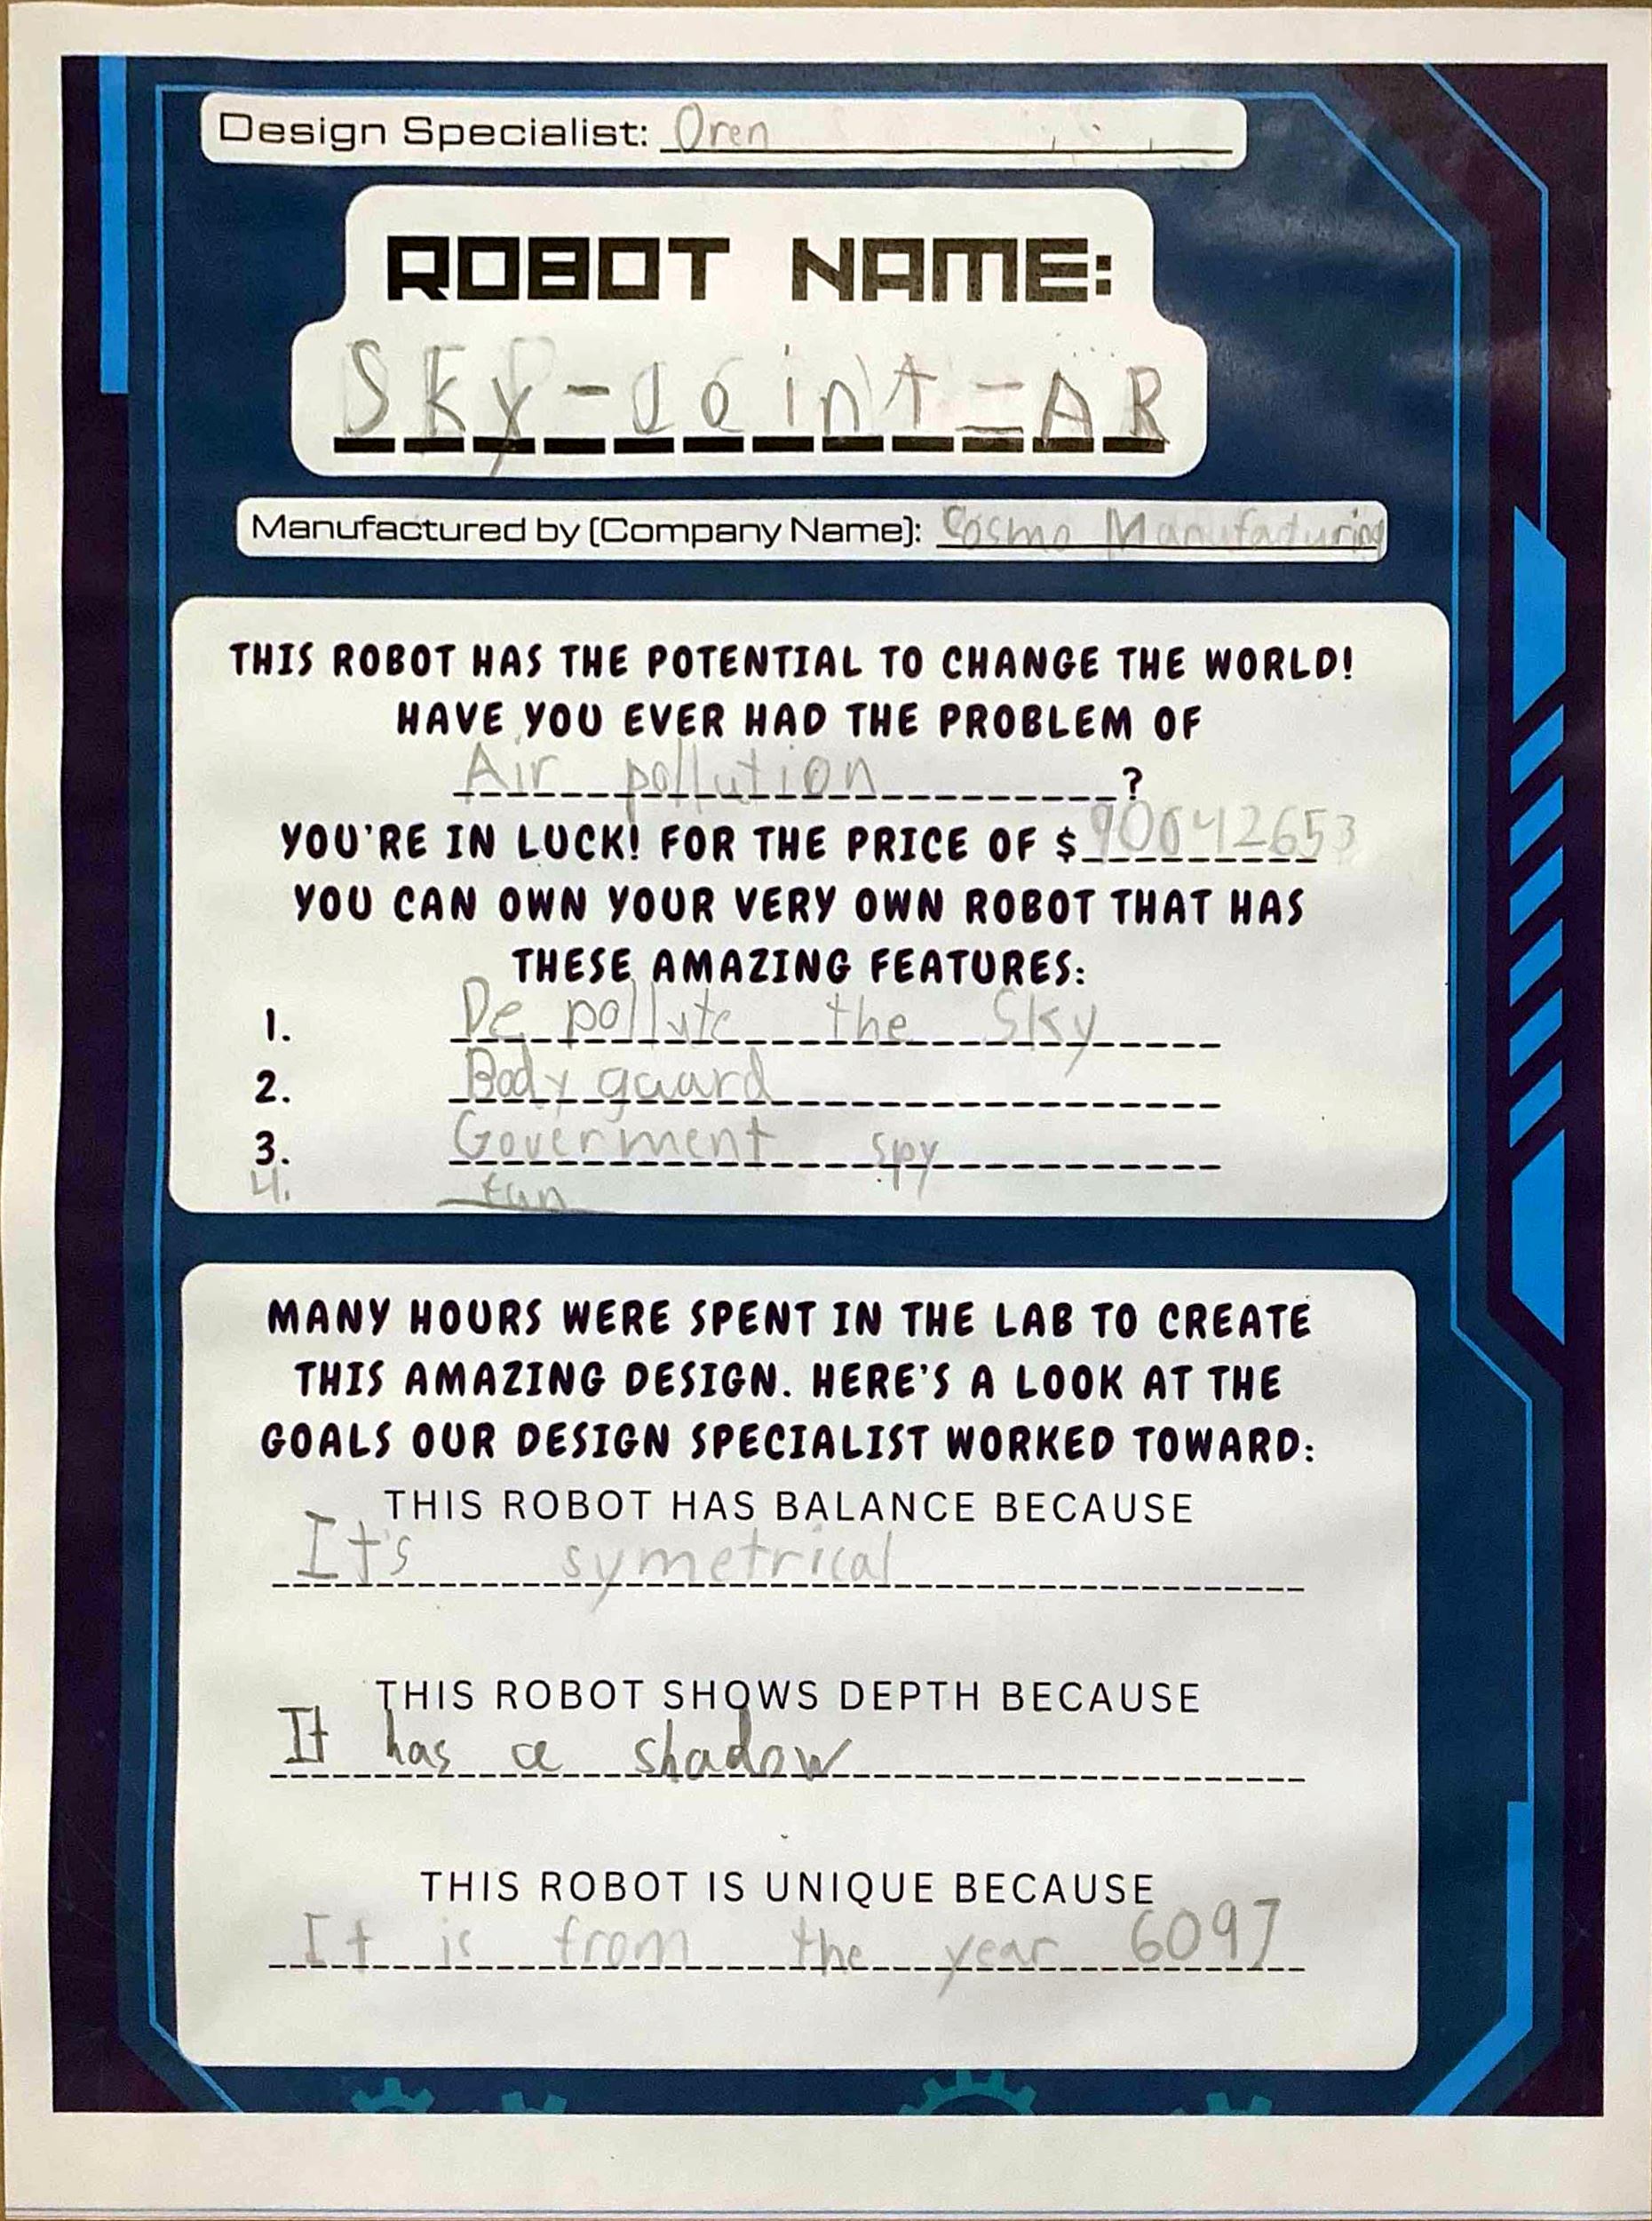 Design Specialist: Oren
ROBOT NAME:
Sky-Joint-AR
Manufactured by (Company Name): Cosmo Manufacturing
THIS ROBOT HAS THE POTENTIAL TO CHANGE THE WORLD!
HAVE YOU EVER HAD THE PROBLEM OF
Air pollution?
YOU'RE IN LUCK! FOR THE PRICE OF $90042653
YOU CAN OWN YOUR VERY OWN ROBOT THAT HAS
THESE AMAZING FEATURES:
1. De pollute the Sky
2. Body guard
3. Goverment spy
4.
MANY HOURS WERE SPENT IN THE LAB TO CREATE
THIS AMAZING DESIGN. HERE'S A LOOK AT THE
GOALS OUR DESIGN SPECIALIST WORKED TOWARD:
THIS ROBOT HAS BALANCE BECAUSE
It's symetrical
THIS ROBOT SHOWS DEPTH BECAUSE
It has a shadow
THIS ROBOT IS UNIQUE BECAUSE
It is from the year 6097